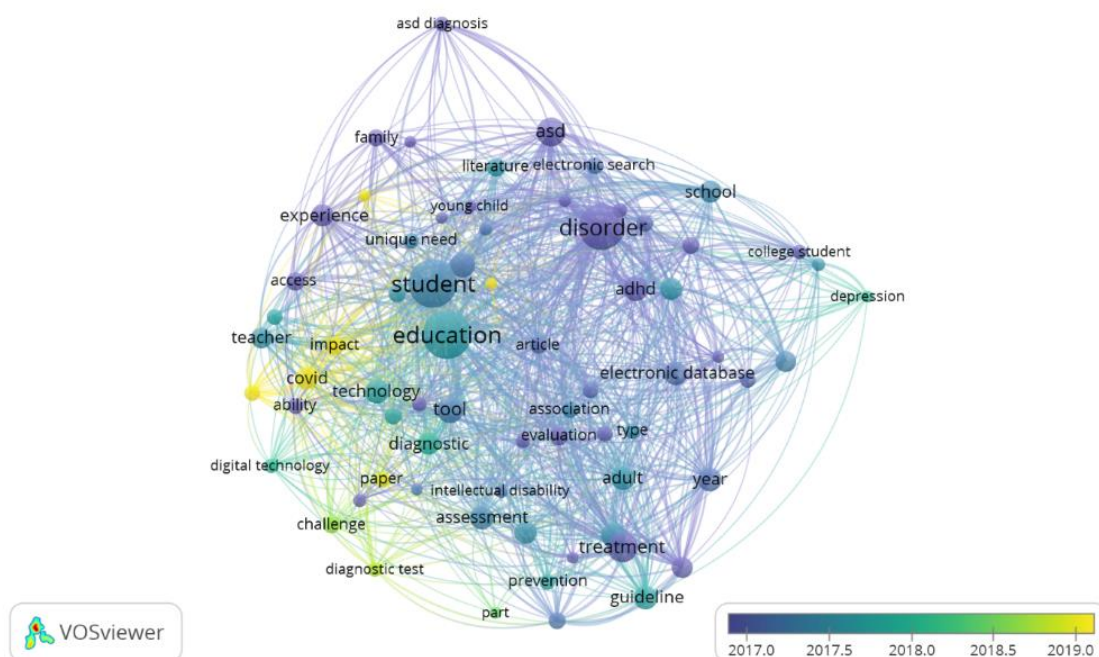 asd diagnosis
family
asd
literature
electronic search
school
young child
experience
disorder
unique need
college student
student
access
adhd
depression
teacher
education
impact
article
covid
technology
electronic database
ability
tool
association
evaluation
type
diagnostic
digital technology
paper
adult
year
intellectual disability
assessment
challenge
treatment
diagnostic test
prevention
guideline
part
VOSviewer
2017.0 2017.5 2018.0 2018.5 2019.0